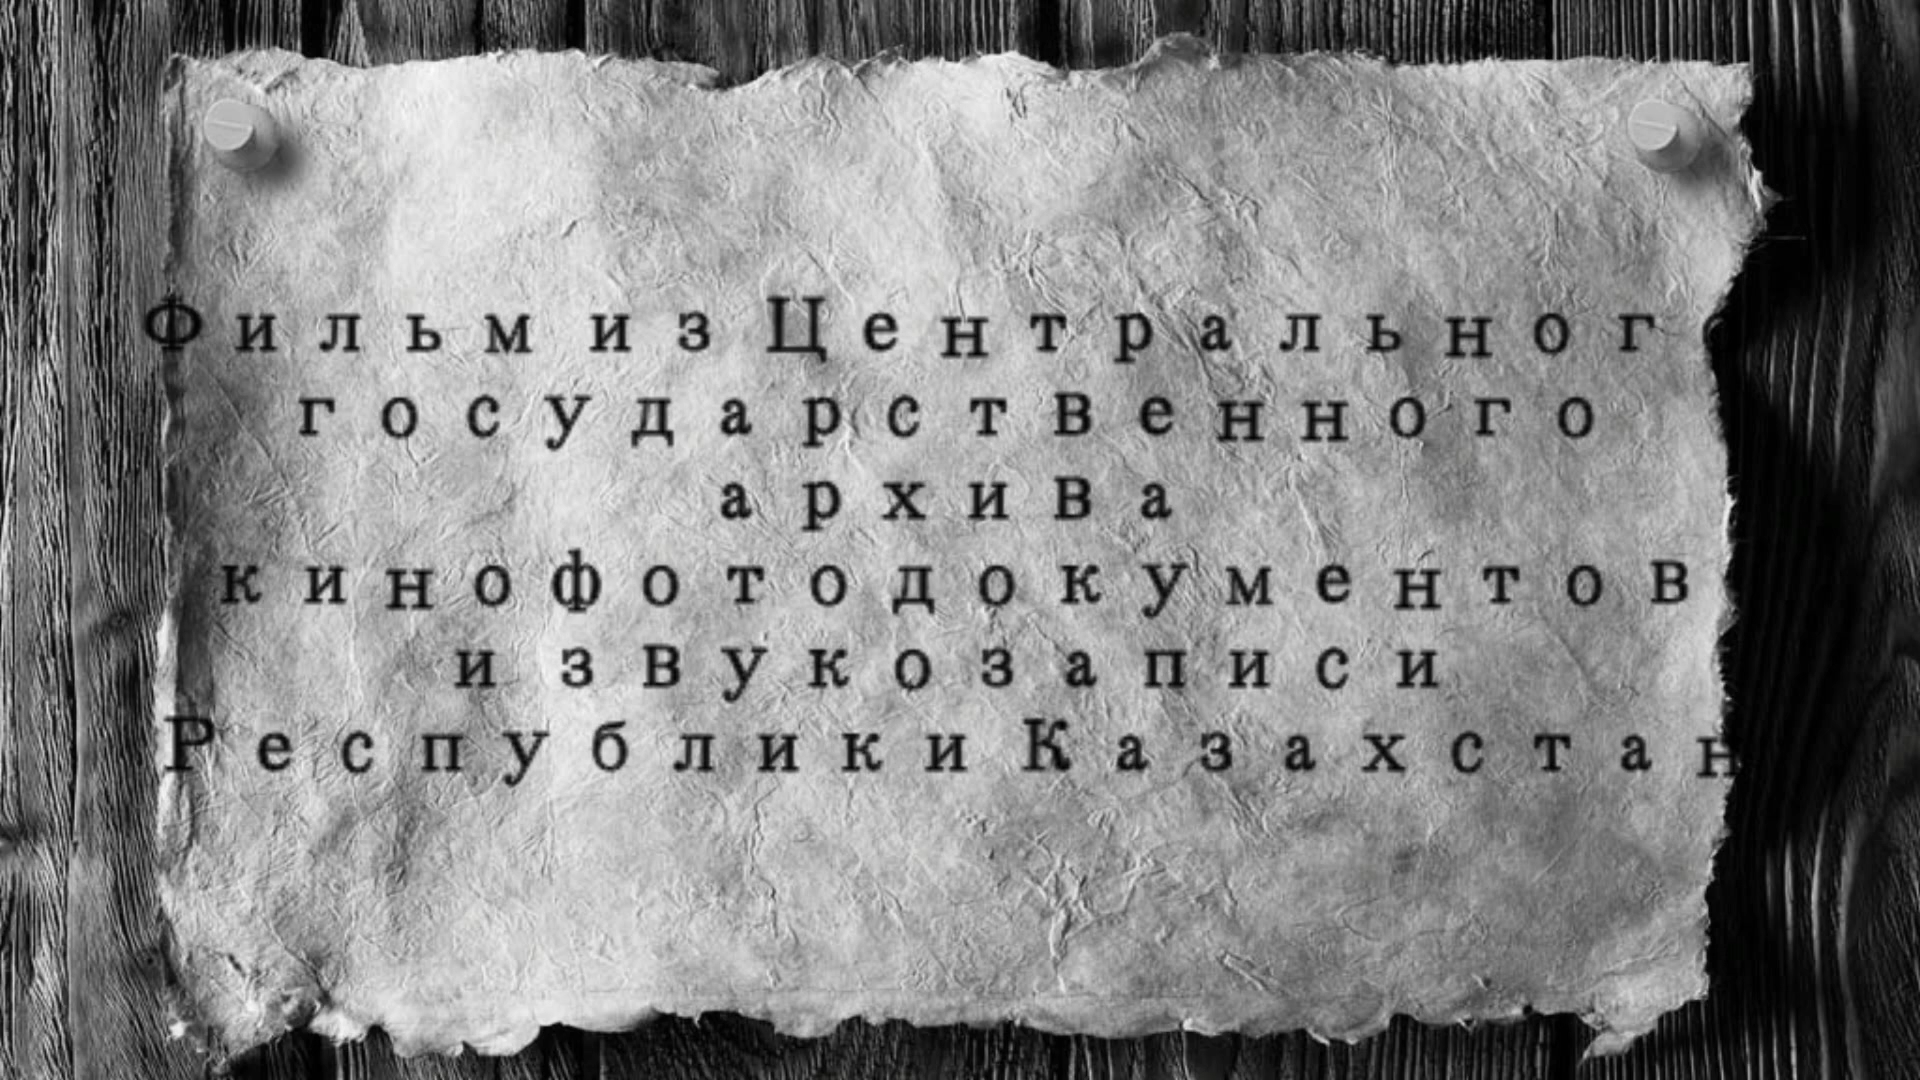 Фильм из Центральног
государственного
архива
кинофотодокументов
и звукозаписи
Республики Казахстан